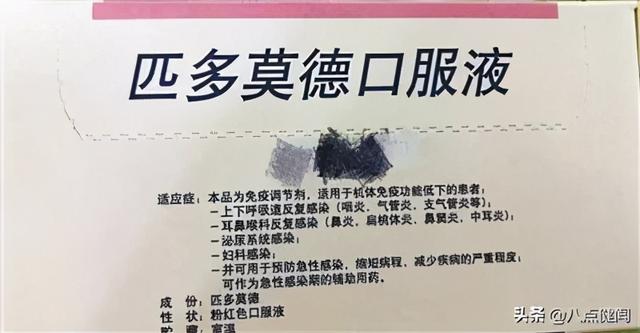 匹多莫德口服液
适应症：本品为免疫调节剂，适用于机体免疫功能低下的患者：
－上下呼吸道反复感染（咽炎、气管炎、支气管炎等）；
－耳鼻喉科反复感染（鼻炎、扁桃体炎、鼻窦炎、中耳炎）；
－泌尿系统感染；
－妇科感染；
－并可用于预防急性感染，缩短病程，减少疾病的严重程度；
可作为急性感染期的辅助用药。
成 份：匹多莫德
性 状：粉红色口服液
贮 藏：室温
头条 @八点健闻